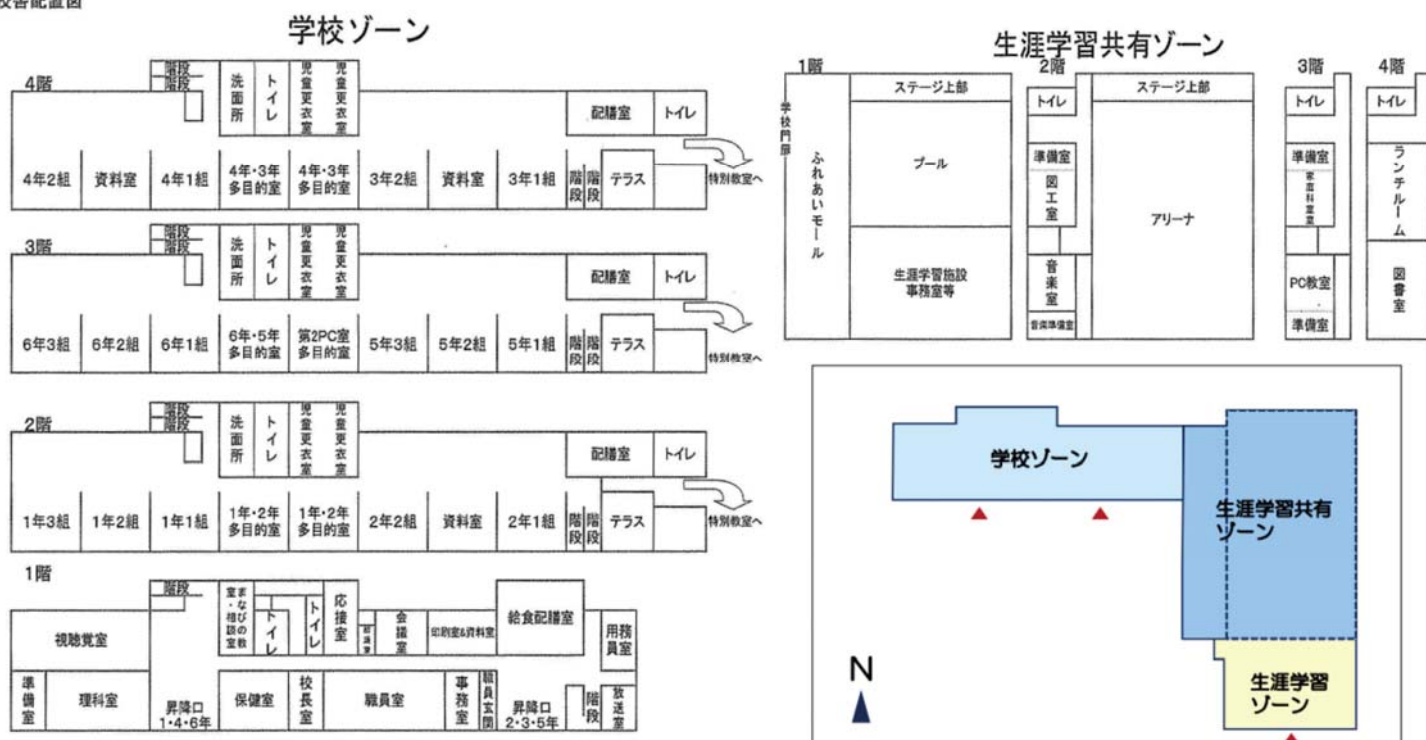 学校ゾーン
4階
階段
階段
洗面所
トイレ
児童更衣室
児童更衣室
配膳室
トイレ
4年2組
資料室
4年1組
4年・3年
多目的室
4年・3年
多目的室
3年2組
資料室
3年1組
階段
階段
テラス
特別教室へ
3階
階段
階段
洗面所
トイレ
児童更衣室
児童更衣室
配膳室
トイレ
6年3組
6年2組
6年1組
6年・5年
多目的室
第2PC室
多目的室
5年3組
5年2組
5年1組
階段
階段
テラス
特別教室へ
2階
階段
階段
洗面所
トイレ
児童更衣室
児童更衣室
配膳室
トイレ
1年3組
1年2組
1年1組
1年・2年
多目的室
1年・2年
多目的室
2年2組
資料室
2年1組
階段
階段
テラス
特別教室へ
1階
階段
視聴覚室
まなびの教
室・相談室
トイレ
トイレ
応接室
会議室
印刷室&資料室
給食配膳室
用務員室
準備室
理科室
昇降口
1・4・6年
保健室
校長室
職員室
事務室
職員玄関
昇降口
2・3・5年
階段
放送室
生涯学習共有ゾーン
1階
学校門扉
ふれあいモール
ステージ上部
プール
生涯学習施設
事務室等
2階
トイレ
準備室
図工室
音楽室
音楽準備室
ステージ上部
アリーナ
3階
トイレ
準備室
家庭科室
PC教室
準備室
4階
トイレ
ランチルーム
図書室
学校ゾーン
生涯学習共有
ゾーン
生涯学習
ゾーン
N